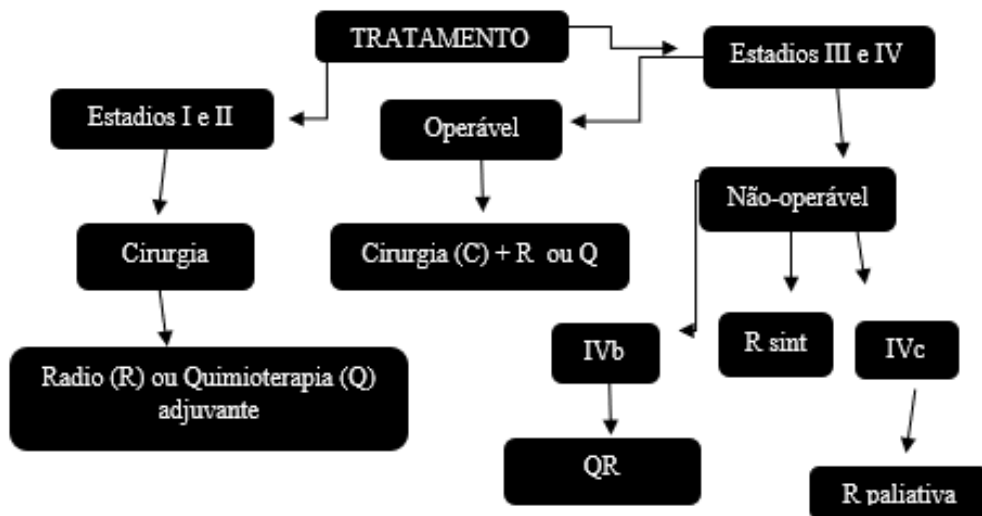 TRATAMENTO
Estadios III e IV
Estadios I e II
Operável
Não-operável
Cirurgia
Cirurgia (C) + R ou Q
IVb
R sint
IVc
Radio (R) ou Quimioterapia (Q)
adjuvante
QR
R paliativa